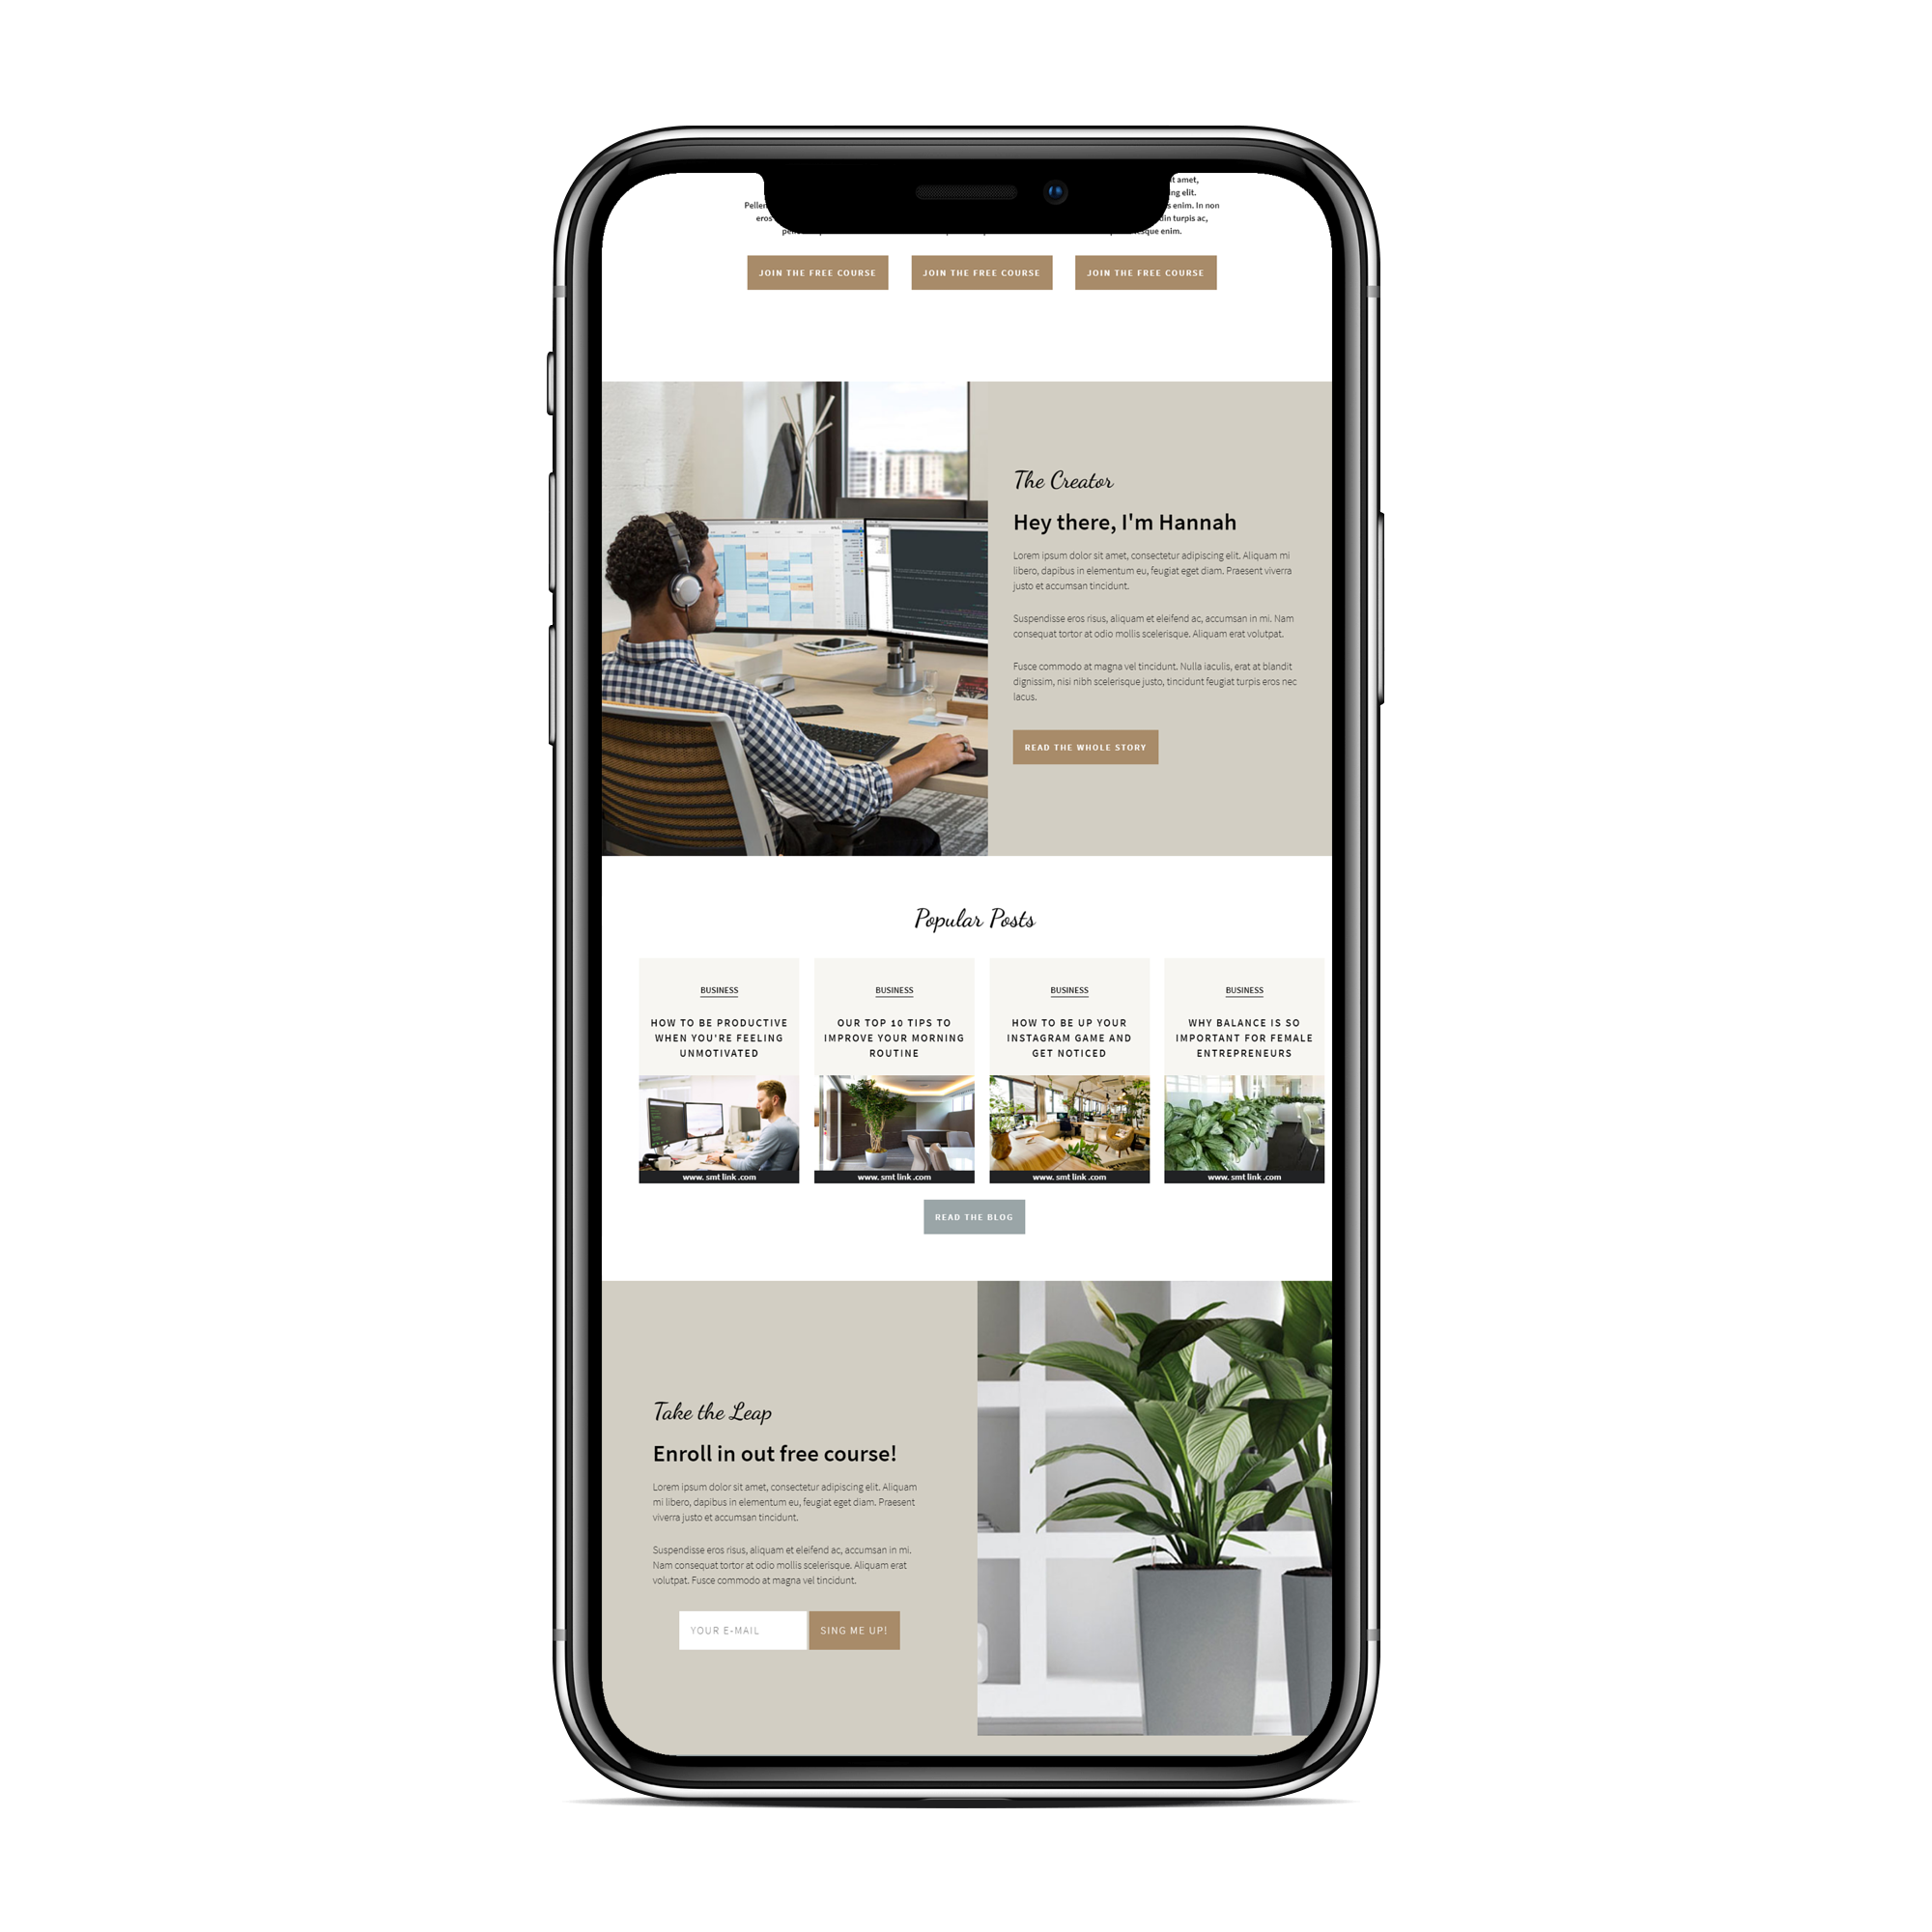 t amet,
ng elit.
Pellen s enim. In non
eros din turpis ac,
sque enim.
JOIN THE FREE COURSE JOIN THE FREE COURSE JOIN THE FREE COURSE
The Creator
Hey there, I'm Hannah
Lorem ipsum dolor sit amet, consectetur adipiscing elit. Aliquam mi
libero, dapibus in elementum eu, feugiat eget diam. Praesent viverra
justo et accumsan tincidunt.
Suspendisse eros risus, aliquam et eleifend ac, accumsan in mi. Nam
consequat tortor at odio mollis scelerisque. Aliquam erat volutpat.
Fusce commodo at magna vel tincidunt. Nulla iaculis, erat at blandit
dignissim, nisi nibh scelerisque justo, tincidunt feugiat turpis eros nec
lacus.
READ THE WHOLE STORY
Popular Posts
BUSINESS
HOW TO BE PRODUCTIVE
WHEN YOU'RE FEELING
UNMOTIVATED
www. smt link .com
BUSINESS
OUR TOP 10 TIPS TO
IMPROVE YOUR MORNING
ROUTINE
www. smt link .com
BUSINESS
HOW TO BE UP YOUR
INSTAGRAM GAME AND
GET NOTICED
www. smt link .com
BUSINESS
WHY BALANCE IS SO
IMPORTANT FOR FEMALE
ENTREPRENEURS
www. smt link .com
READ THE BLOG
Take the Leap
Enroll in out free course!
Lorem ipsum dolor sit amet, consectetur adipiscing elit. Aliquam
mi libero, dapibus in elementum eu, feugiat eget diam. Praesent
viverra justo et accumsan tincidunt.
Suspendisse eros risus, aliquam et eleifend ac, accumsan in mi.
Nam consequat tortor at odio mollis scelerisque. Aliquam erat
volutpat. Fusce commodo at magna vel tincidunt.
YOUR E-MAIL SING ME UP!